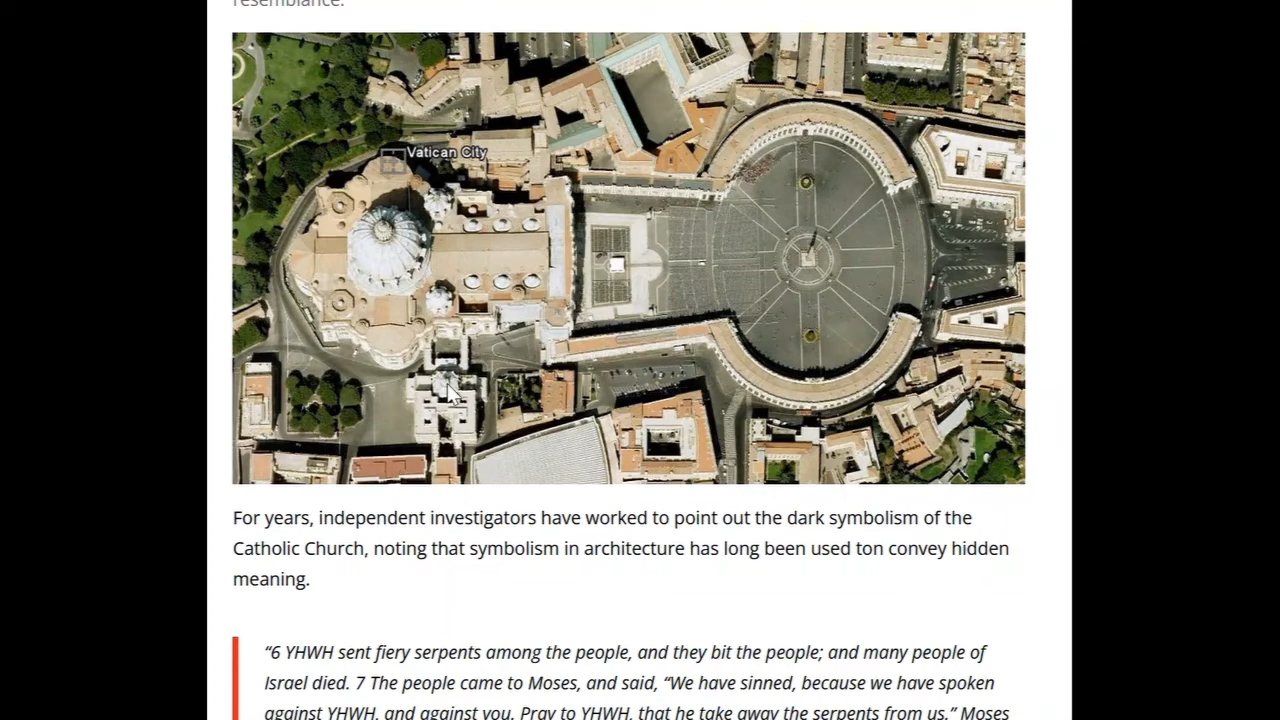 resemblance.
Vatican City
For years, independent investigators have worked to point out the dark symbolism of the
Catholic Church, noting that symbolism in architecture has long been used ton convey hidden
meaning.
“6 YHWH sent fiery serpents among the people, and they bit the people; and many people of
Israel died. 7 The people came to Moses, and said, “We have sinned, because we have spoken
against YHWH, and against you. Pray to YHWH, that he take away the serpents from us.” Moses